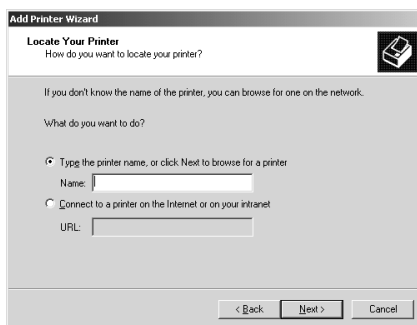 Add Printer Wizard
Locate Your Printer
How do you want to locate your printer?
If you don't know the name of the printer, you can browse for one on the network.
What do you want to do?
Type the printer name, or click Next to browse for a printer
Name:
Connect to a printer on the Internet or on your intranet
URL:
< Back Next > Cancel